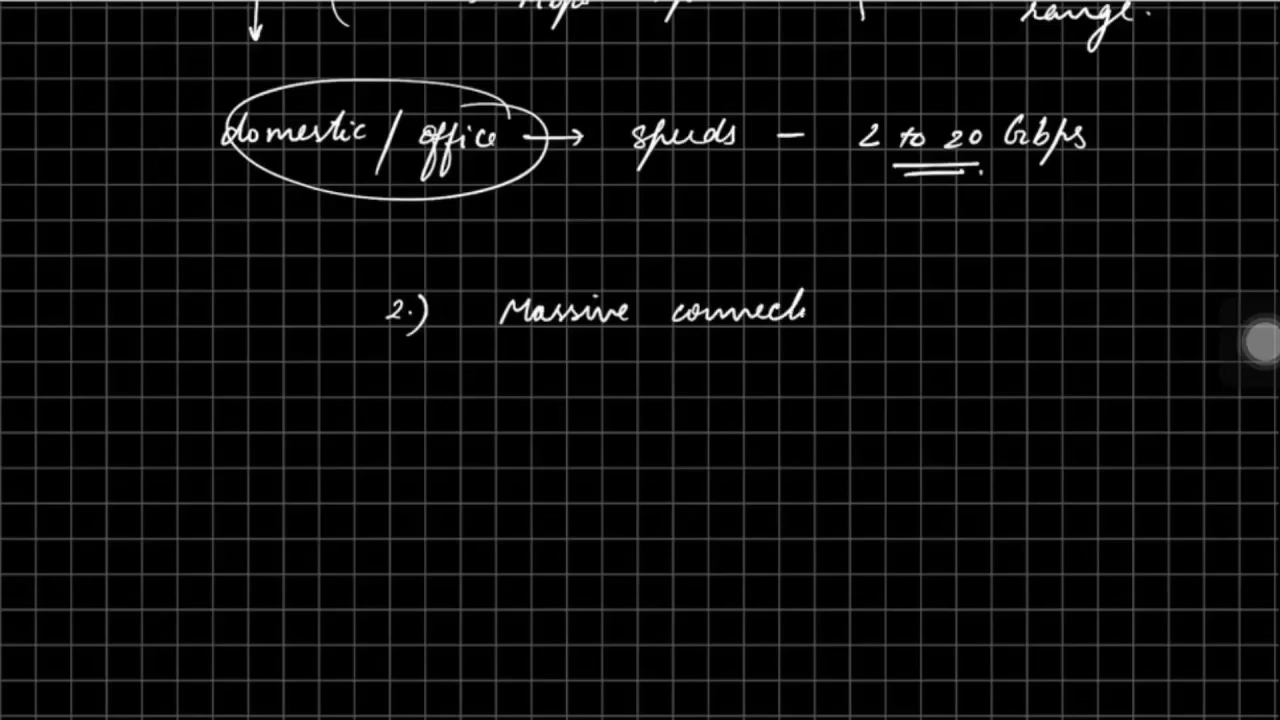 range.
domestic / office → speeds - 2 to 20 Gbps
2.) Massive connect